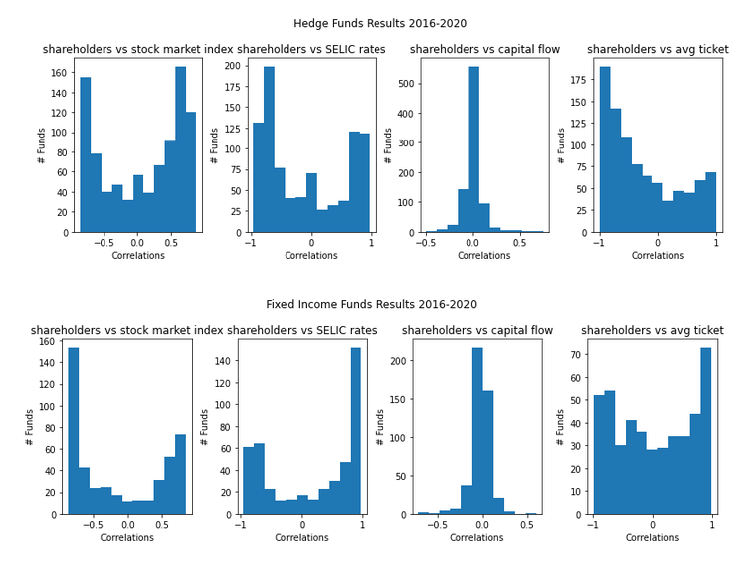 Hedge Funds Results 2016-2020
shareholders vs stock market index shareholders vs SELIC rates shareholders vs capital flow shareholders vs avg ticket
160
140
120
100
80
60
40
20
0
# Funds
−0.5 0.0 0.5
Correlations
200
175
150
125
100
75
50
25
0
# Funds
−1 0 1
Correlations
500
400
300
200
100
0
# Funds
−0.5 0.0 0.5
Correlations
175
150
125
100
75
50
25
0
# Funds
−1 0 1
Correlations
Fixed Income Funds Results 2016-2020
shareholders vs stock market index shareholders vs SELIC rates shareholders vs capital flow shareholders vs avg ticket
160
140
120
100
80
60
40
20
0
# Funds
−0.5 0.0 0.5
Correlations
140
120
100
80
60
40
20
0
# Funds
−1 0 1
Correlations
200
150
100
50
0
# Funds
−0.5 0.0 0.5
Correlations
70
60
50
40
30
20
10
0
# Funds
−1 0 1
Correlations